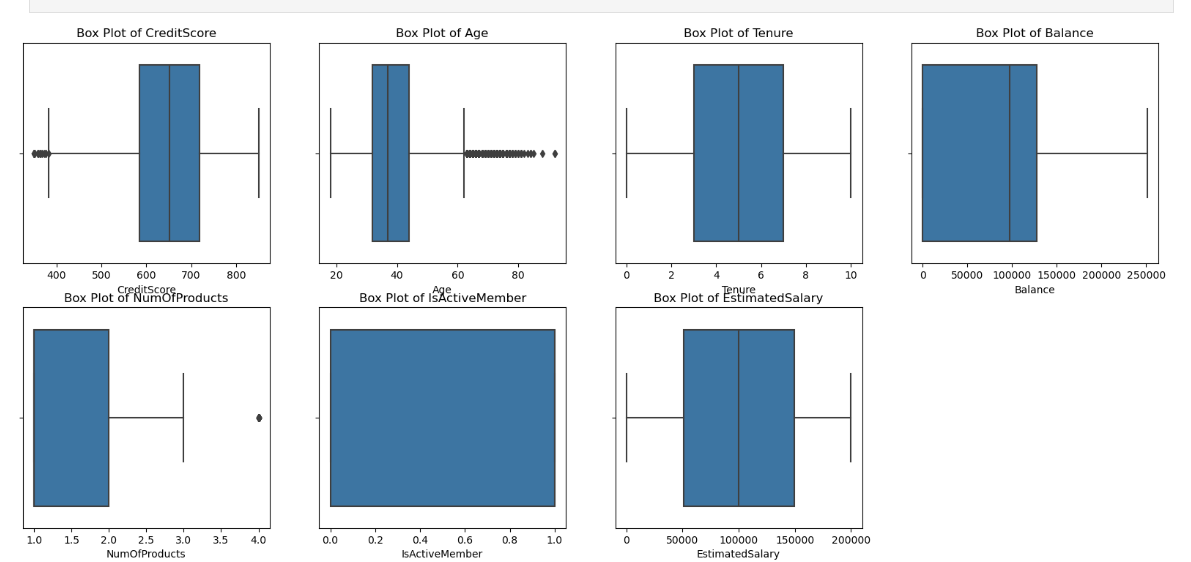 Box Plot of CreditScore
Box Plot of Age
Box Plot of Tenure
Box Plot of Balance
400 500 600 700 800
20 40 60 80
0 2 4 6 8 10
0 50000 100000 150000 200000 250000
CreditScore
Age
Tenure
Balance
Box Plot of NumOfProducts
Box Plot of IsActiveMember
Box Plot of EstimatedSalary
1.0 1.5 2.0 2.5 3.0 3.5 4.0
0.0 0.2 0.4 0.6 0.8 1.0
0 50000 100000 150000 200000
NumOfProducts
IsActiveMember
EstimatedSalary